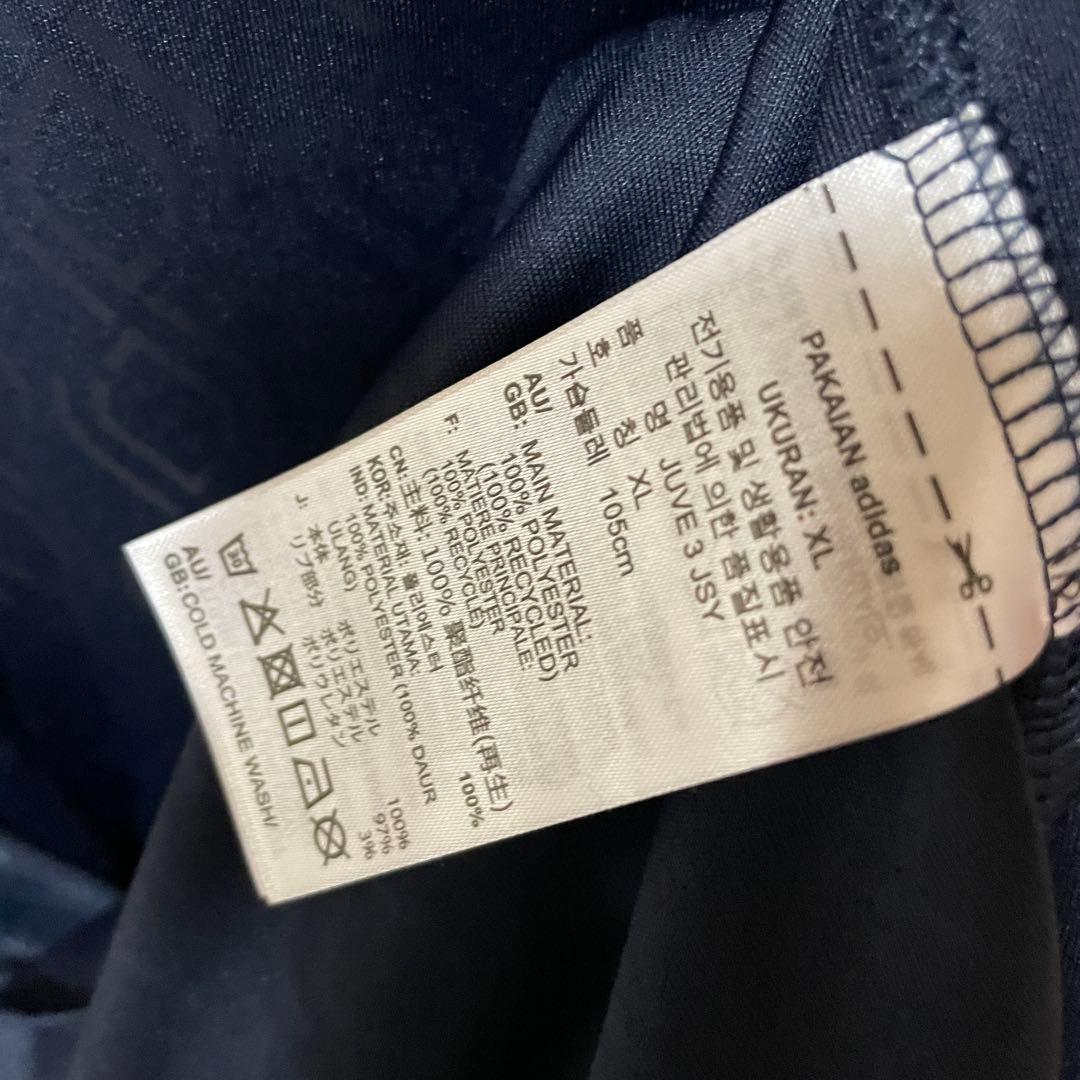 PAKAIAN adidas
UKURAN: XL
전기용품 및 생활용품 안전
관리법에 의한 품질표시
품 명 JUVE 3 JSY
호 칭 XL
가슴둘레 105cm
AU/
GB: MAIN MATERIAL:
100% POLYESTER
(100% RECYCLED)
F: MATIERE PRINCIPALE:
100% POLYESTER
(100% RECYCLE)
CN:主料: 100% 聚酯纤维(再生)
KOR:주소재: 폴리에스터 100%
IND:MATERIAL UTAMA:
100% POLYESTER (100% DAUR
ULANG)
J: 本体 ポリエステル 100%
リブ部分 ポリエステル 97%
ポリウレタン 3%
30
AU/
GB:COLD MACHINE WASH/